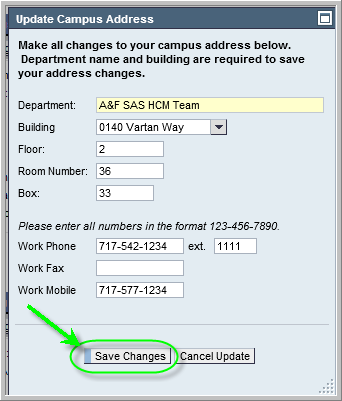 Update Campus Address
Make all changes to your campus address below.
Department name and building are required to save
your address changes.
Department: A&F SAS HCM Team
Building 0140 Vartan Way
Floor: 2
Room Number: 36
Box: 33
Please enter all numbers in the format 123-456-7890.
Work Phone 717-542-1234 ext. 1111
Work Fax
Work Mobile 717-577-1234
Save Changes Cancel Update